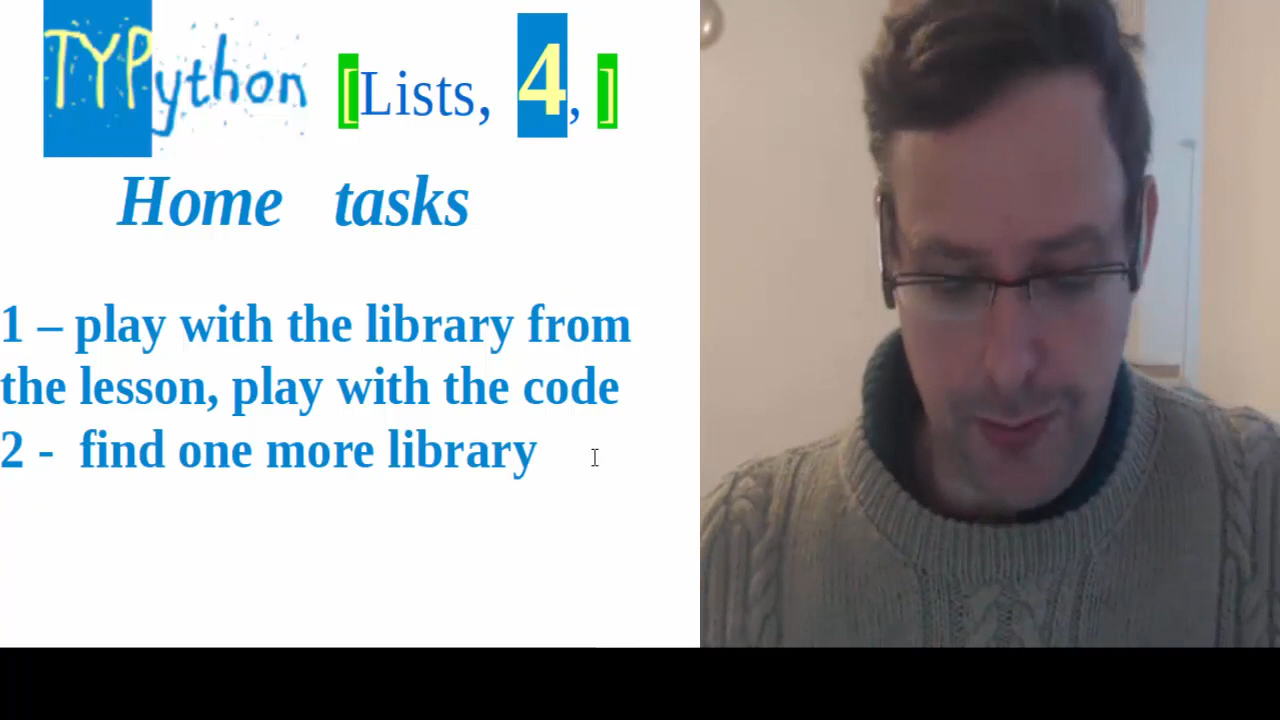 TYPython [Lists, 4, ]
Home tasks
1 – play with the library from
the lesson, play with the code
2 - find one more library